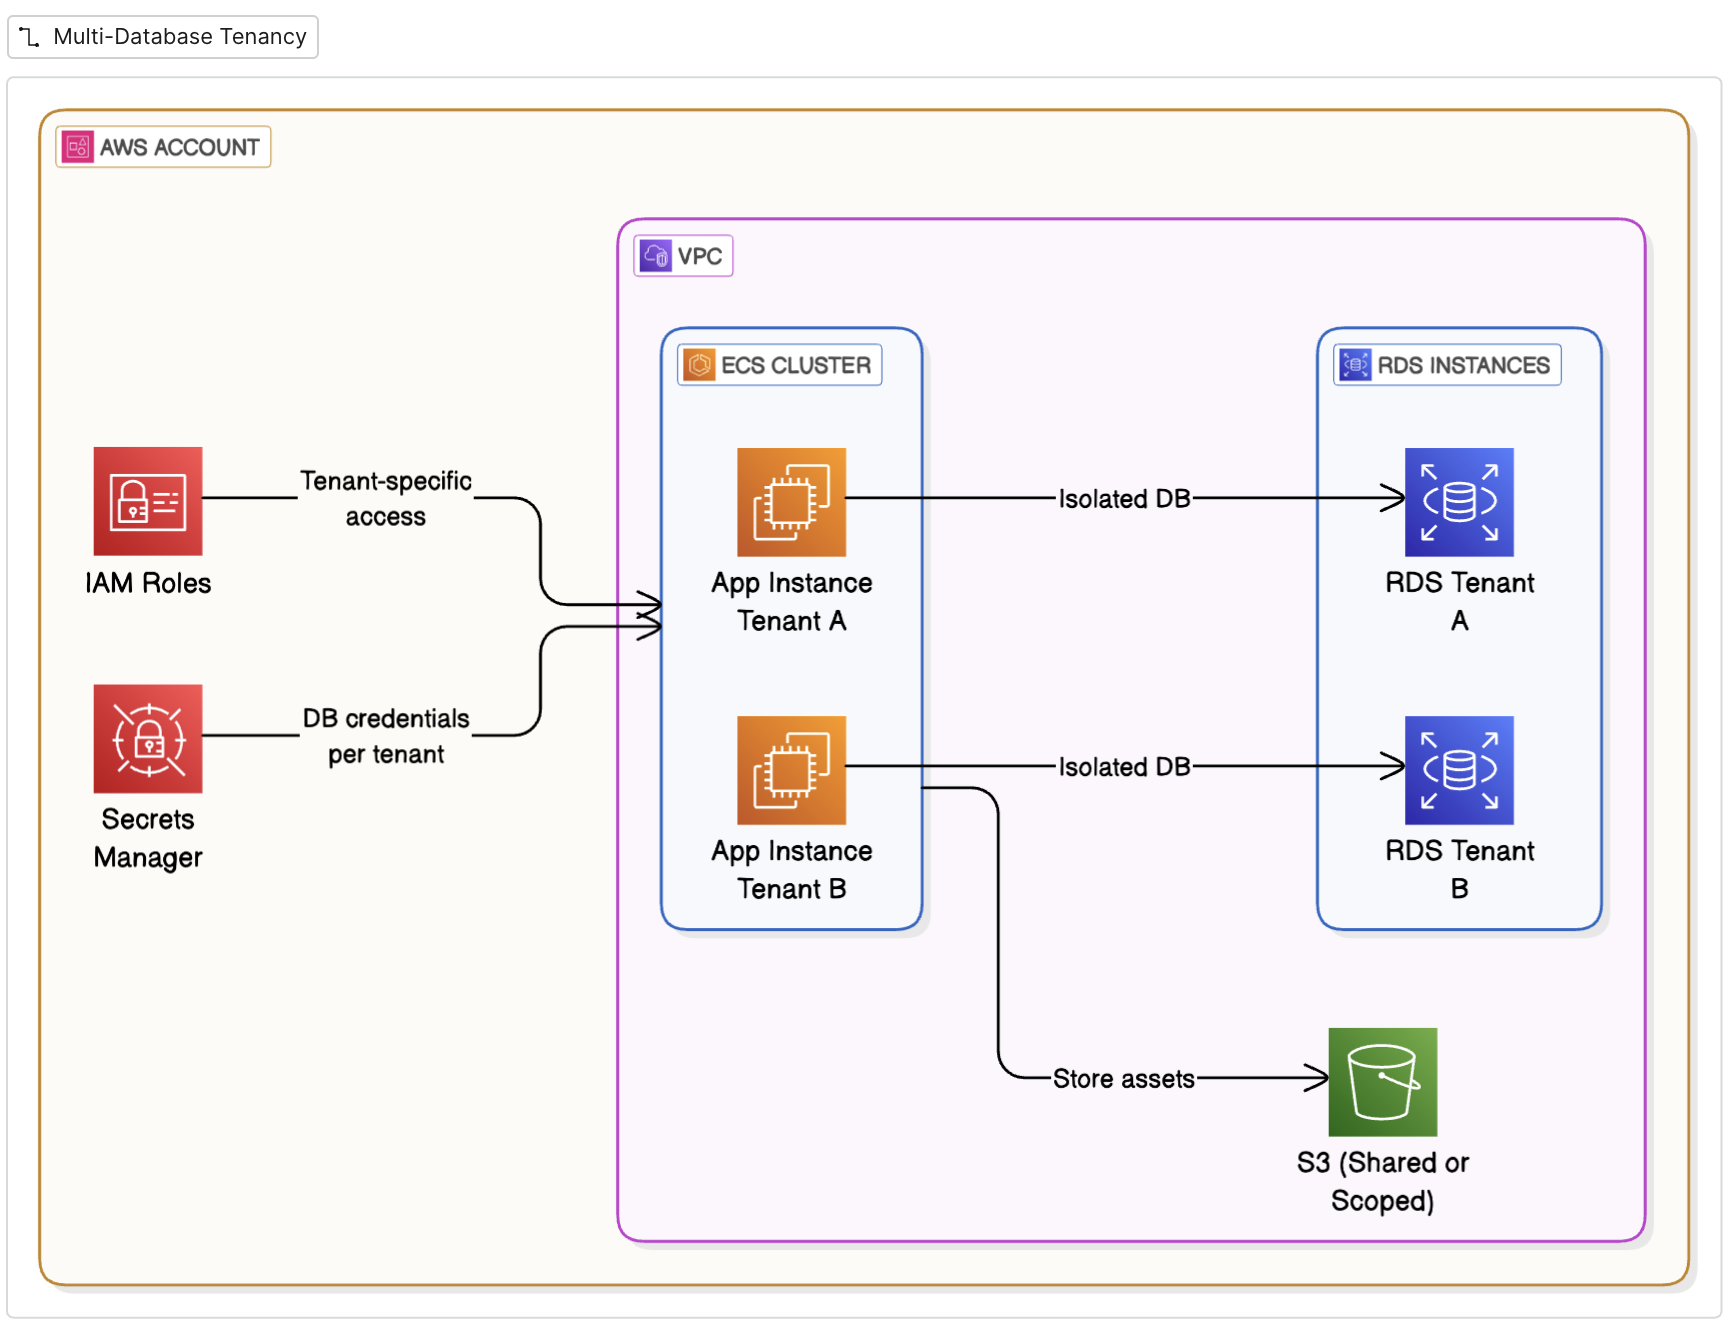 Multi-Database Tenancy
AWS ACCOUNT
VPC
ECS CLUSTER
RDS INSTANCES
Tenant-specific
access
IAM Roles
Isolated DB
App Instance
Tenant A
RDS Tenant
A
DB credentials
per tenant
Secrets
Manager
Isolated DB
App Instance
Tenant B
RDS Tenant
B
Store assets
S3 (Shared or
Scoped)